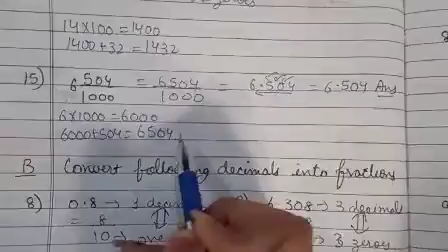 14×100 = 1400
1400+32 = 1432
15) 6 504/1000 = 6504/1000 = 6.504 = 6.504 Ans
6×1000 = 6000
6000+504 = 6504
B Convert following decimals into fractions
8) 0.8 → 1 6.308 → 3 decimals
= 8
10 → 3 zeros